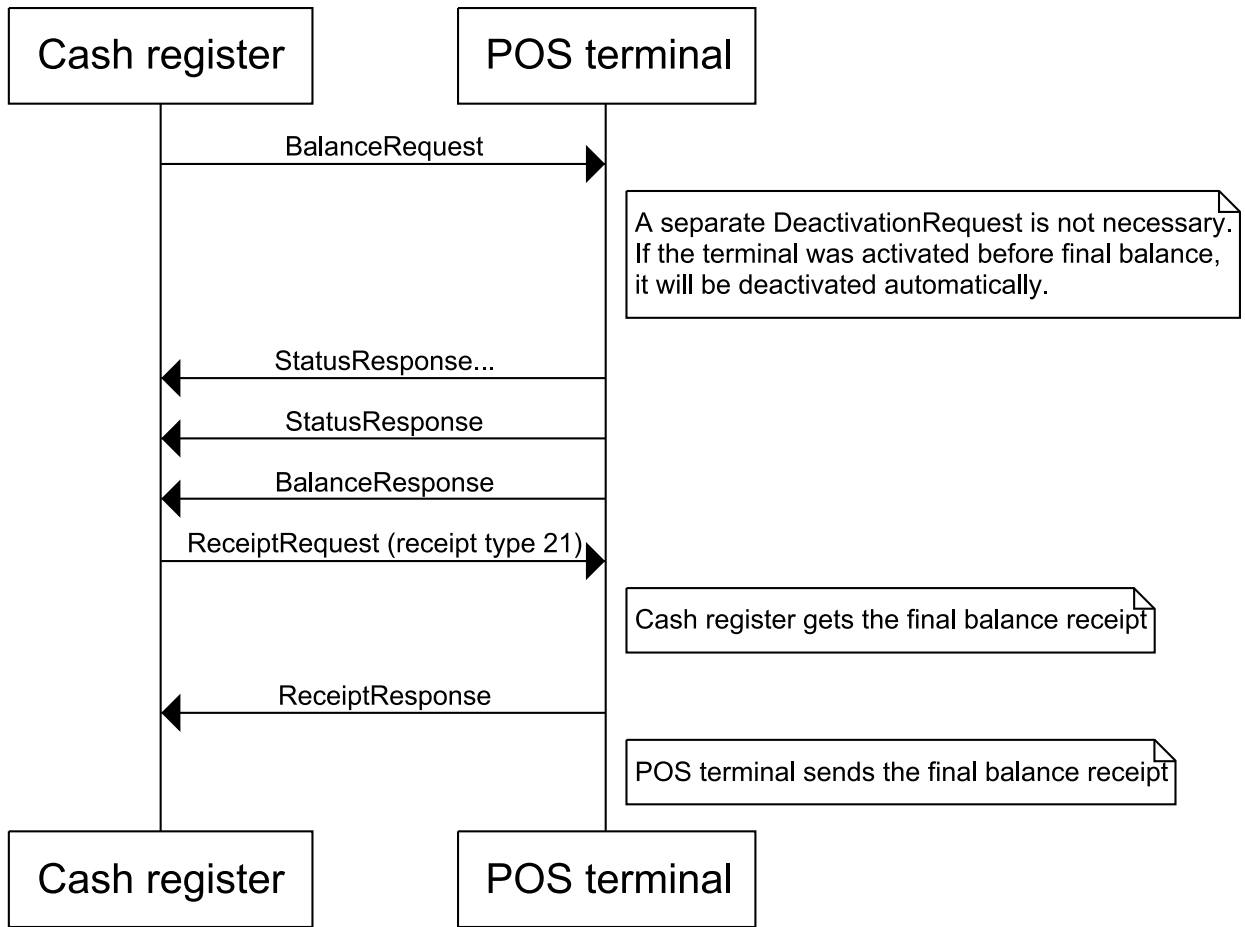 Cash register
POS terminal
BalanceRequest
A separate DeactivationRequest is not necessary.
If the terminal was activated before final balance,
it will be deactivated automatically.
StatusResponse...
StatusResponse
BalanceResponse
ReceiptRequest (receipt type 21)
Cash register gets the final balance receipt
ReceiptResponse
POS terminal sends the final balance receipt
Cash register
POS terminal